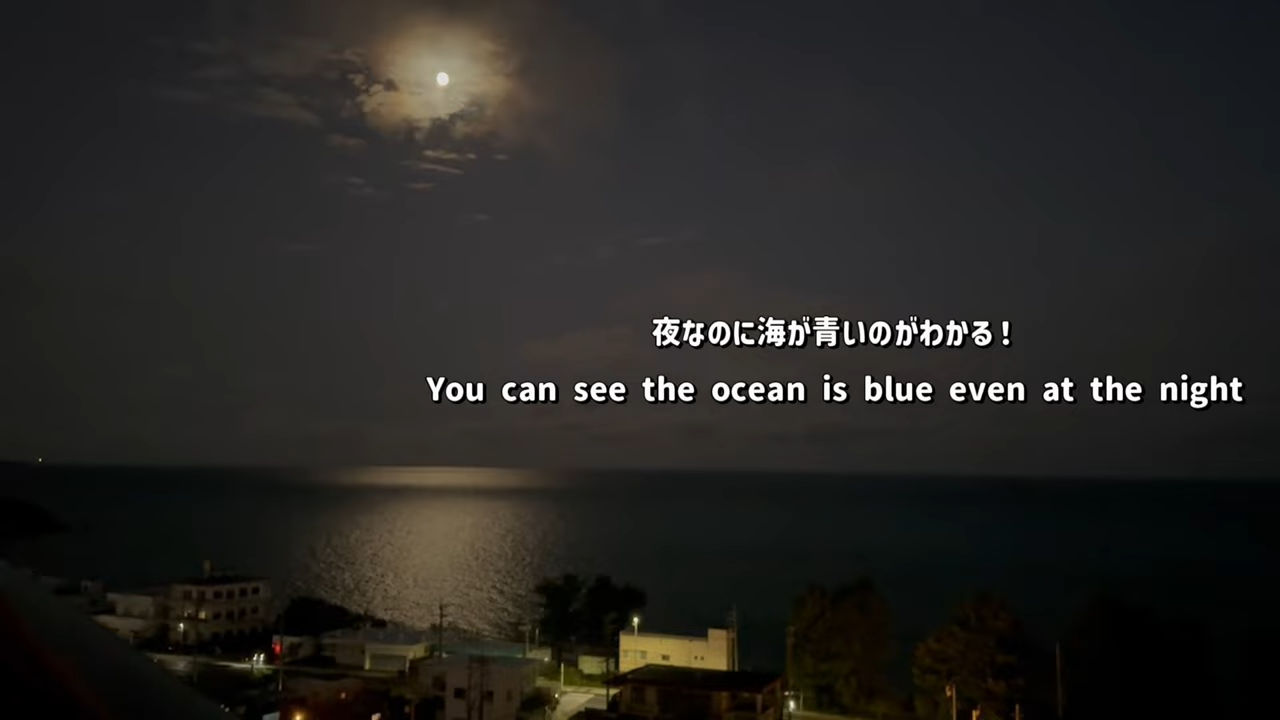 夜なのに海が青いのがわかる！
You can see the ocean is blue even at the night